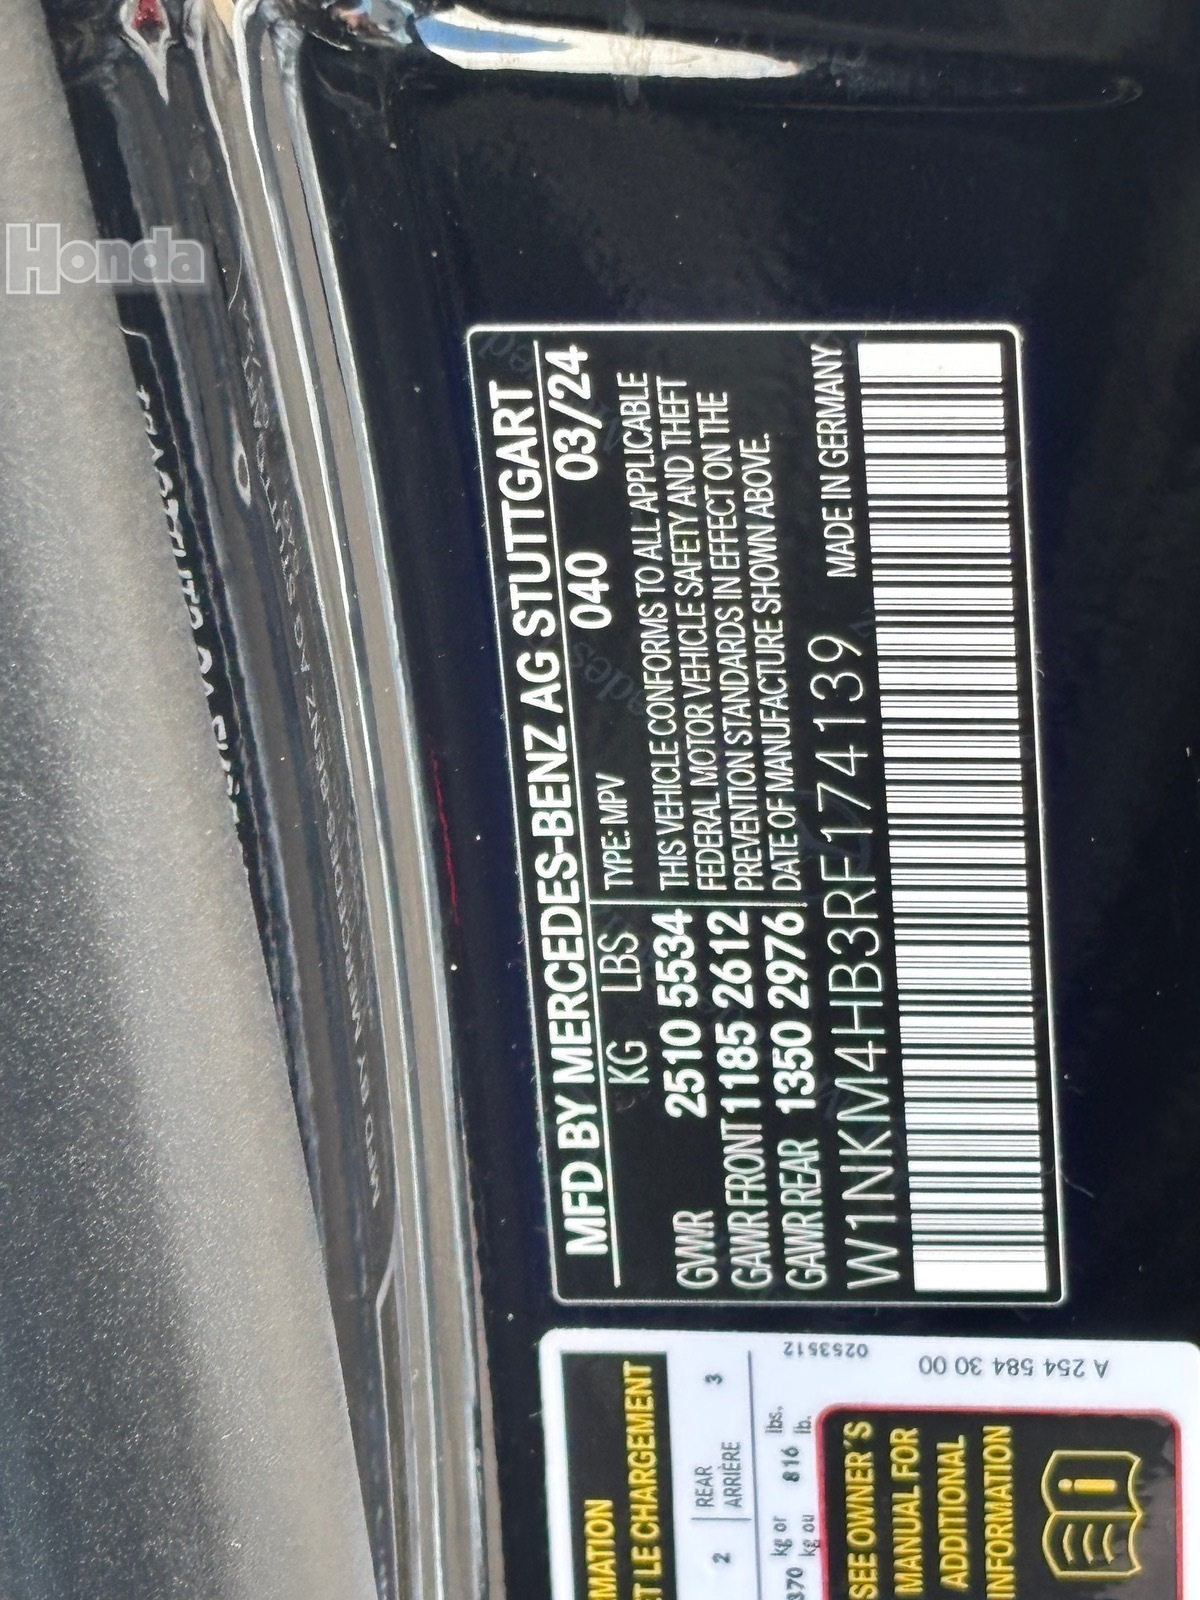 Honda
MFD BY MERCEDES-BENZ AG STUTTGART
KG LBS TYPE: MPV 040 03/24
GVWR 2510 5534
GAWR FRONT 1185 2612
GAWR REAR 1350 2976
THIS VEHICLE CONFORMS TO ALL APPLICABLE
FEDERAL MOTOR VEHICLE SAFETY AND THEFT
PREVENTION STANDARDS IN EFFECT ON THE
DATE OF MANUFACTURE SHOWN ABOVE.
W1NKM4HB3RF174139 MADE IN GERMANY
ET LE CHARGEMENT
2 REAR 3
ARRIÈRE
kg or 816 lbs.
kg ou lb.
0253512
A 254 584 30 00
SEE OWNER'S
MANUAL FOR
ADDITIONAL
INFORMATION
i